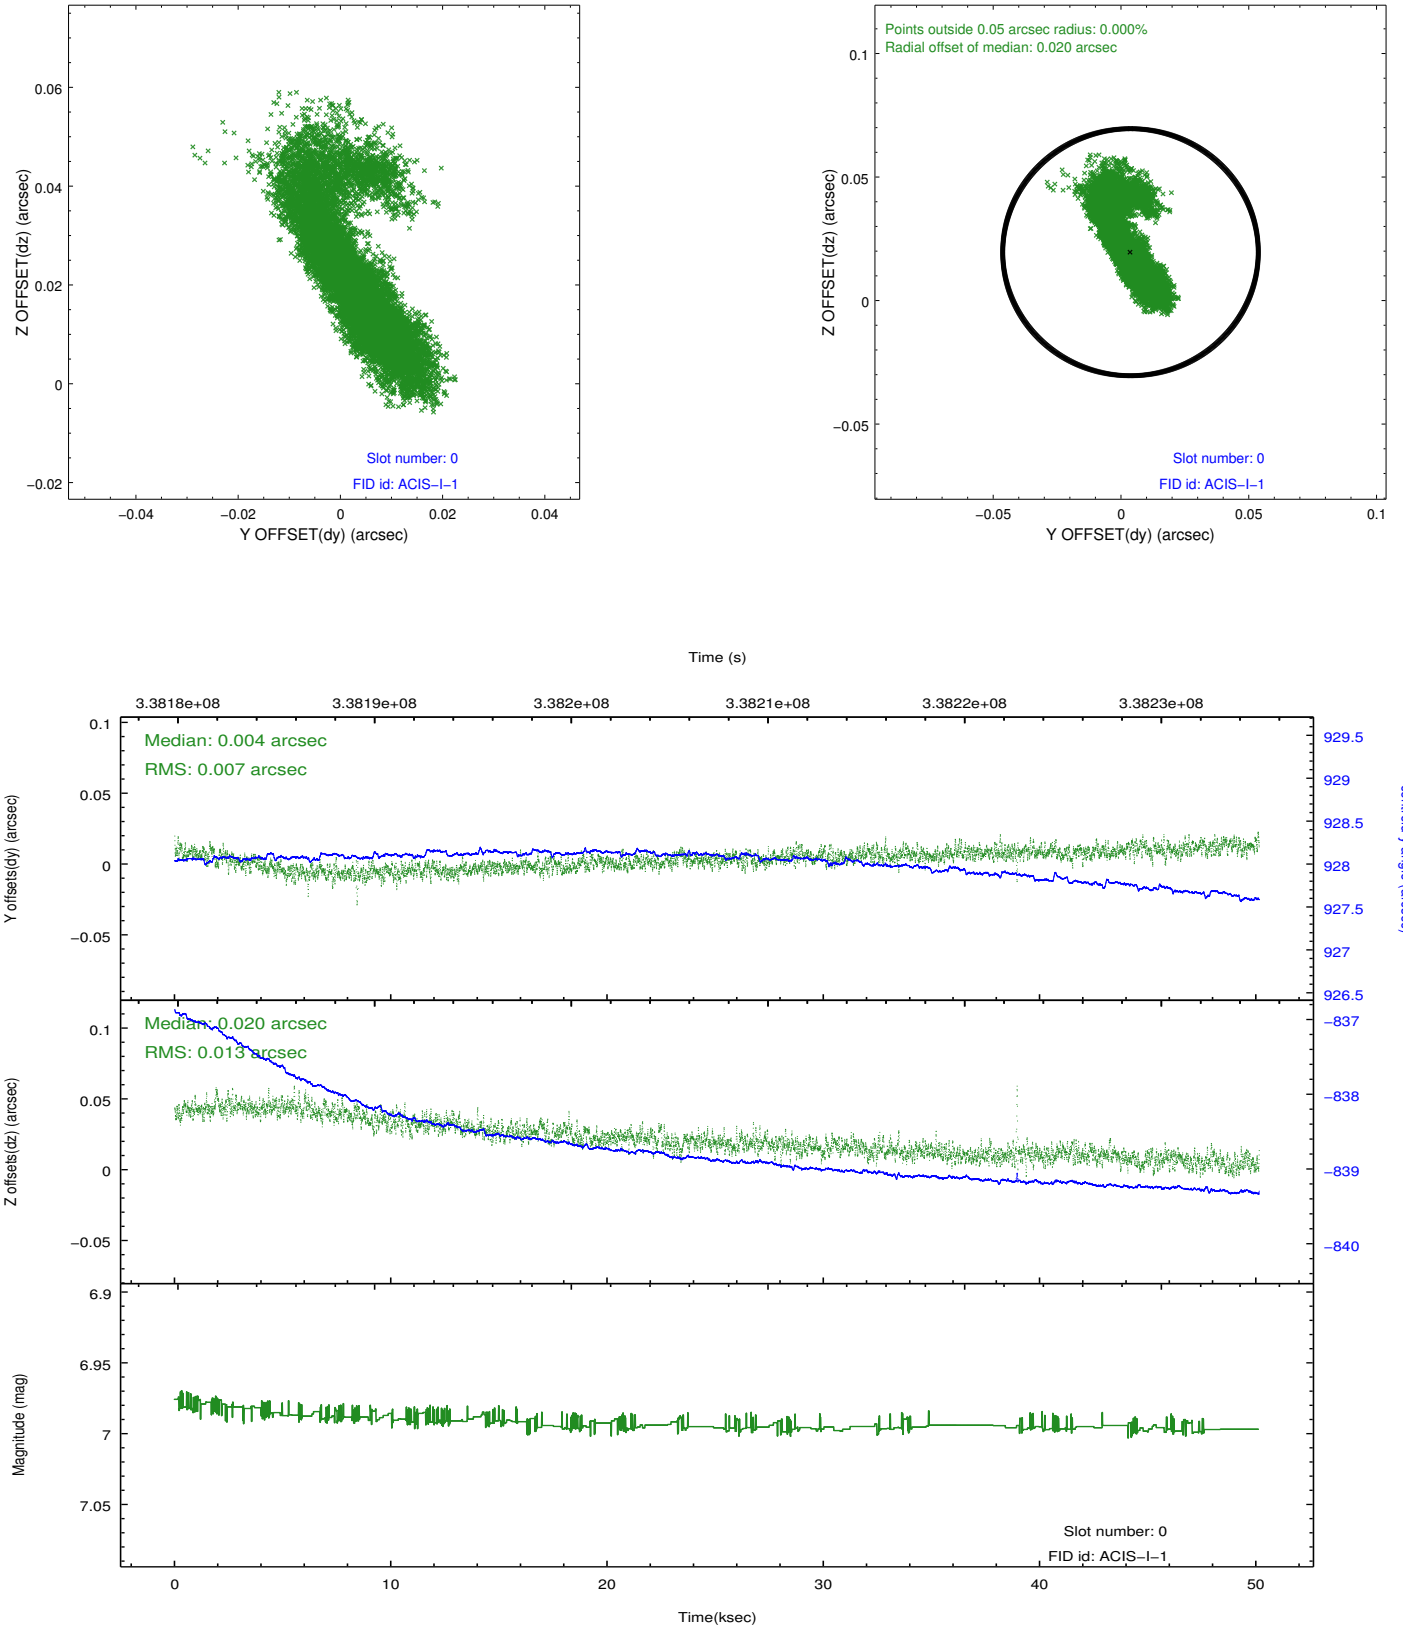 0.06
0.04
0.02
0
−0.02
Z OFFSET(dz) (arcsec)
Slot number: 0
FID id: ACIS−I−1
−0.04
−0.02
0
0.02
0.04
Y OFFSET(dy) (arcsec)
Points outside 0.05 arcsec radius: 0.000%
Radial offset of median: 0.020 arcsec
0.1
0.05
0
−0.05
Z OFFSET(dz) (arcsec)
Slot number: 0
FID id: ACIS−I−1
−0.05
0
0.05
0.1
Y OFFSET(dy) (arcsec)
Time (s)
3.3818e+08
3.3819e+08
3.382e+08
3.3821e+08
3.3822e+08
3.3823e+08
Median: 0.004 arcsec
RMS: 0.007 arcsec
0.1
0.05
0
−0.05
Y offsets(dy) (arcsec)
929.5
929
928.5
928
927.5
927
926.5
Median: 0.020 arcsec
RMS: 0.013 arcsec
0.1
0.05
0
−0.05
Z offsets(dz) (arcsec)
−837
−838
−839
−840
6.9
6.95
7
7.05
Magnitude (mag)
Slot number: 0
FID id: ACIS−I−1
0
10
20
30
40
50
Time(ksec)